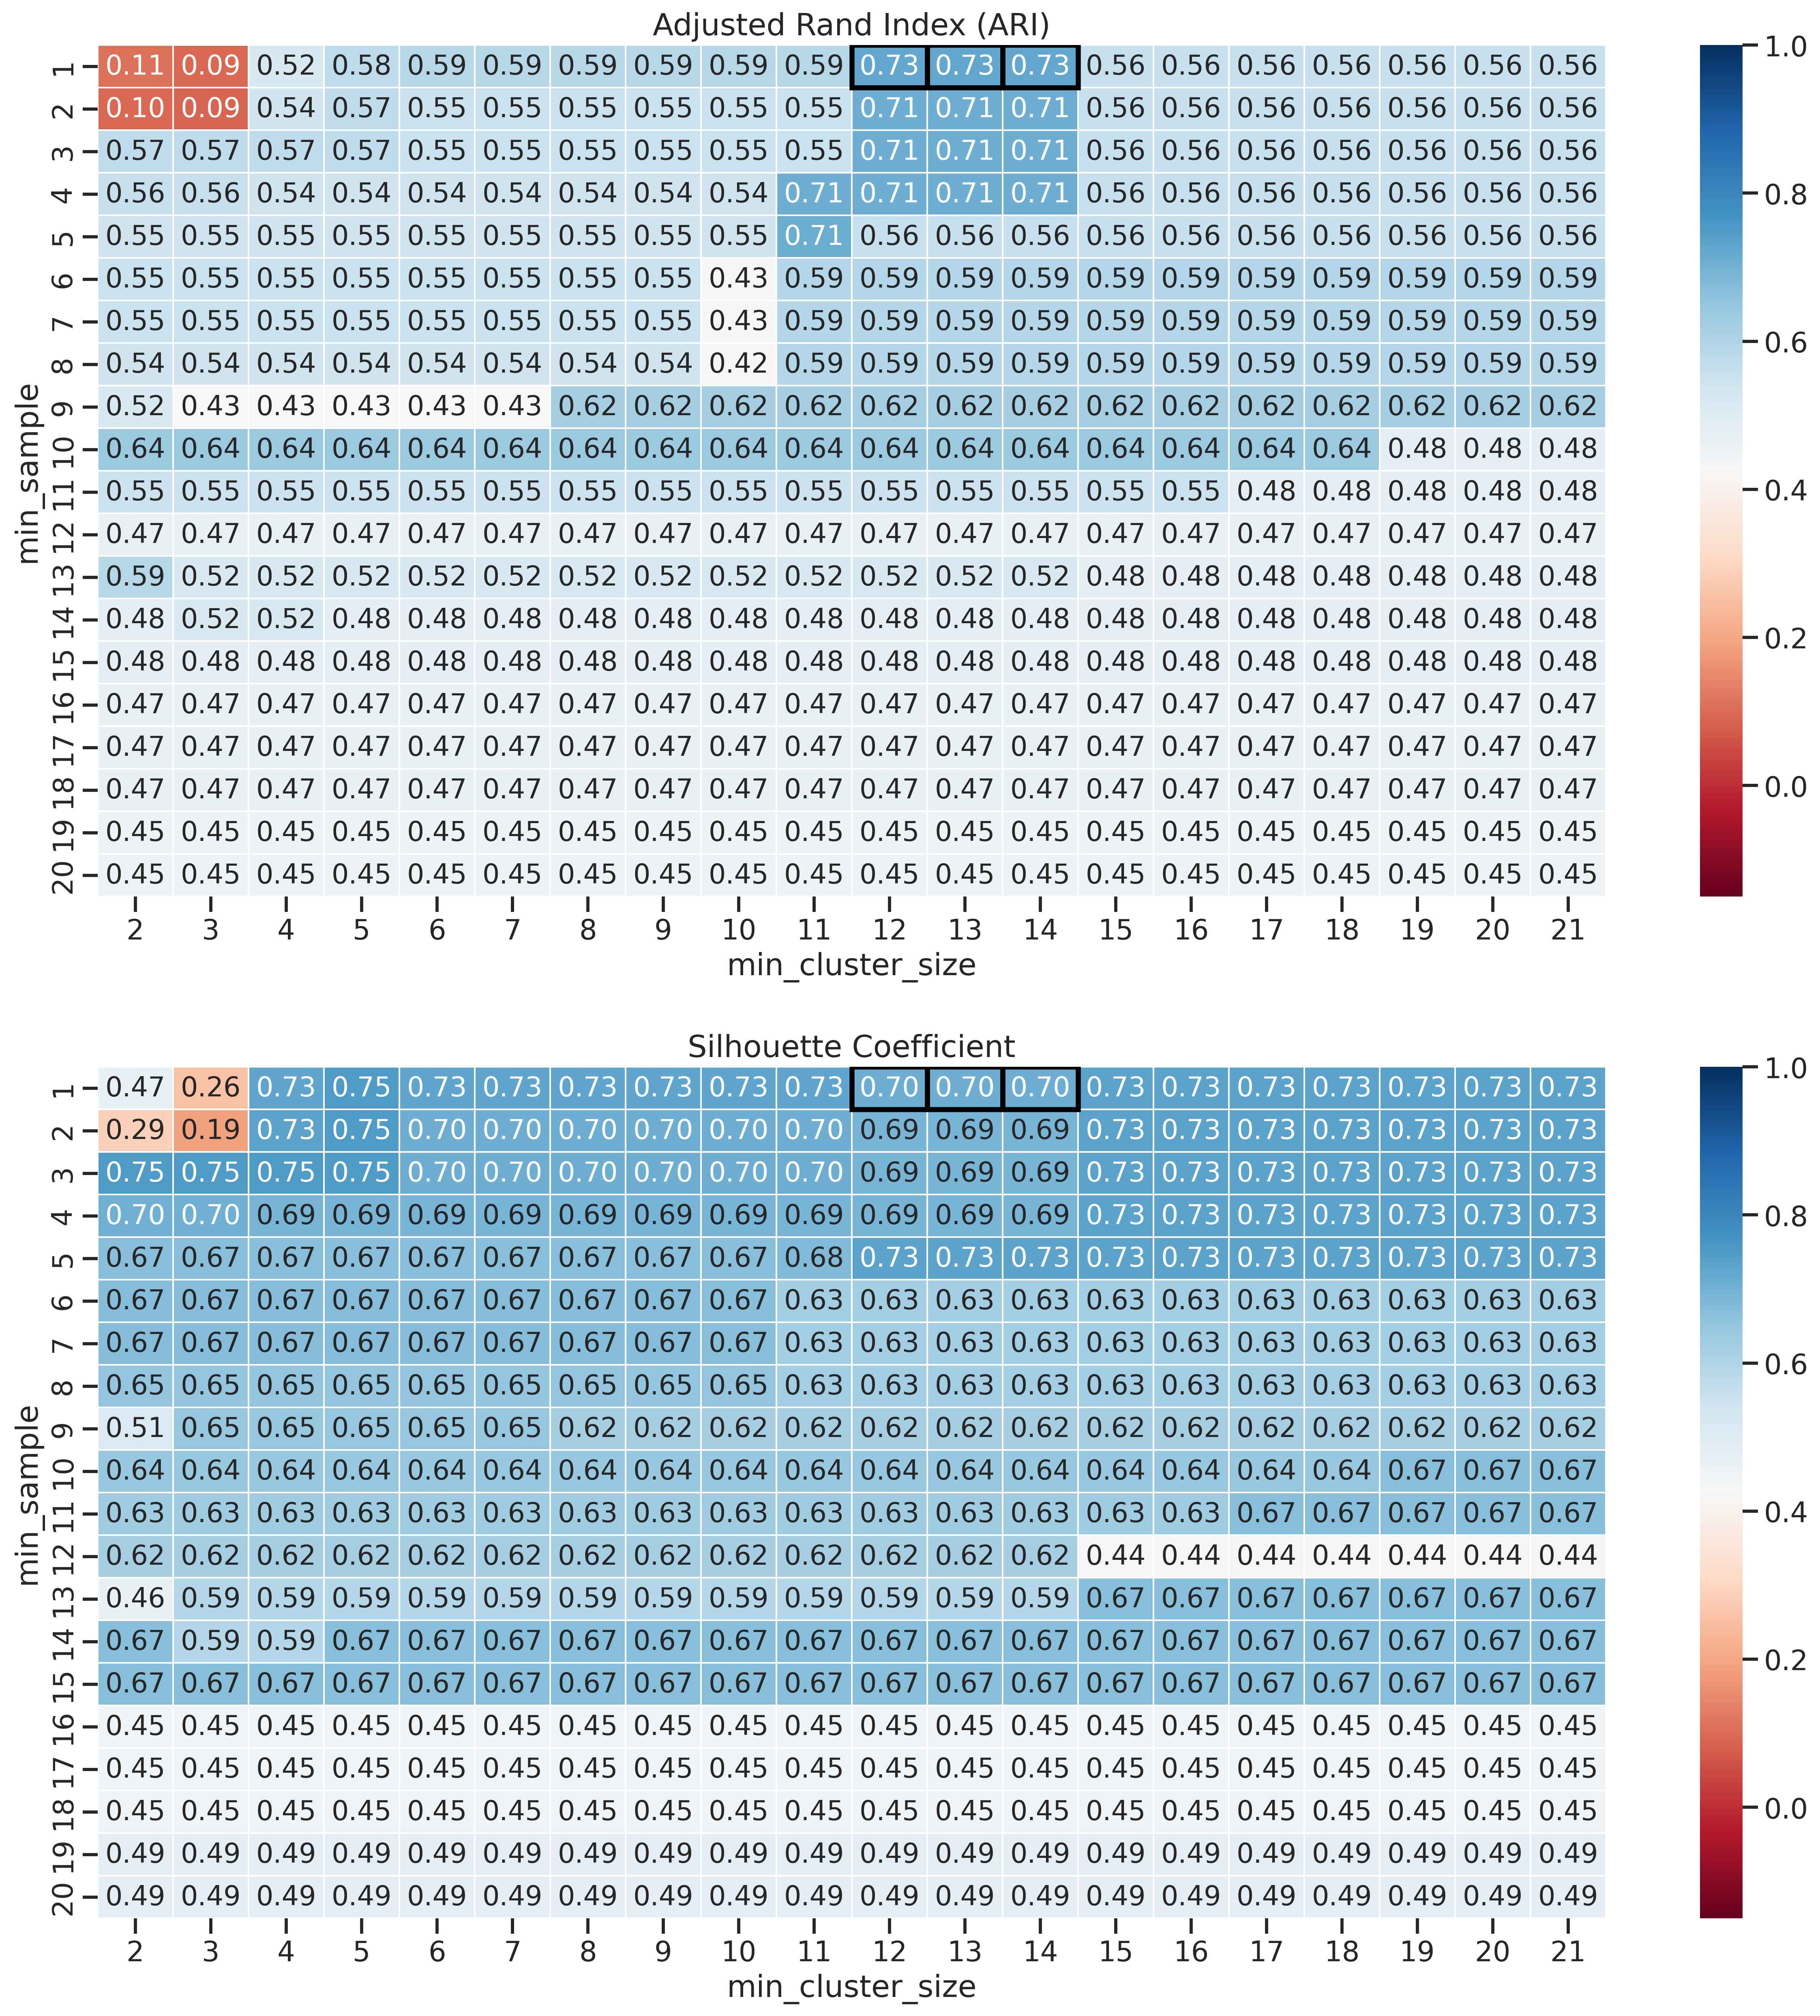 Adjusted Rand Index (ARI)
1 0.11 0.09 0.52 0.58 0.59 0.59 0.59 0.59 0.59 0.59 0.73 0.73 0.73 0.56 0.56 0.56 0.56 0.56 0.56 0.56 1.0
2 0.10 0.09 0.54 0.57 0.55 0.55 0.55 0.55 0.55 0.55 0.71 0.71 0.71 0.56 0.56 0.56 0.56 0.56 0.56 0.56
3 0.57 0.57 0.57 0.57 0.55 0.55 0.55 0.55 0.55 0.55 0.71 0.71 0.71 0.56 0.56 0.56 0.56 0.56 0.56 0.56
4 0.56 0.56 0.54 0.54 0.54 0.54 0.54 0.54 0.54 0.71 0.71 0.71 0.71 0.56 0.56 0.56 0.56 0.56 0.56 0.56 0.8
5 0.55 0.55 0.55 0.55 0.55 0.55 0.55 0.55 0.55 0.71 0.56 0.56 0.56 0.56 0.56 0.56 0.56 0.56 0.56 0.56
6 0.55 0.55 0.55 0.55 0.55 0.55 0.55 0.55 0.43 0.59 0.59 0.59 0.59 0.59 0.59 0.59 0.59 0.59 0.59 0.59
7 0.55 0.55 0.55 0.55 0.55 0.55 0.55 0.55 0.43 0.59 0.59 0.59 0.59 0.59 0.59 0.59 0.59 0.59 0.59 0.59 0.6
8 0.54 0.54 0.54 0.54 0.54 0.54 0.54 0.54 0.42 0.59 0.59 0.59 0.59 0.59 0.59 0.59 0.59 0.59 0.59 0.59
9 0.52 0.43 0.43 0.43 0.43 0.43 0.62 0.62 0.62 0.62 0.62 0.62 0.62 0.62 0.62 0.62 0.62 0.62 0.62 0.62
min_sample
10 0.64 0.64 0.64 0.64 0.64 0.64 0.64 0.64 0.64 0.64 0.64 0.64 0.64 0.64 0.64 0.64 0.64 0.48 0.48 0.48
11 0.55 0.55 0.55 0.55 0.55 0.55 0.55 0.55 0.55 0.55 0.55 0.55 0.55 0.55 0.55 0.48 0.48 0.48 0.48 0.48 0.4
12 0.47 0.47 0.47 0.47 0.47 0.47 0.47 0.47 0.47 0.47 0.47 0.47 0.47 0.47 0.47 0.47 0.47 0.47 0.47 0.47
13 0.59 0.52 0.52 0.52 0.52 0.52 0.52 0.52 0.52 0.52 0.52 0.52 0.52 0.48 0.48 0.48 0.48 0.48 0.48 0.48
14 0.48 0.52 0.52 0.48 0.48 0.48 0.48 0.48 0.48 0.48 0.48 0.48 0.48 0.48 0.48 0.48 0.48 0.48 0.48 0.48 0.2
15 0.48 0.48 0.48 0.48 0.48 0.48 0.48 0.48 0.48 0.48 0.48 0.48 0.48 0.48 0.48 0.48 0.48 0.48 0.48 0.48
16 0.47 0.47 0.47 0.47 0.47 0.47 0.47 0.47 0.47 0.47 0.47 0.47 0.47 0.47 0.47 0.47 0.47 0.47 0.47 0.47
17 0.47 0.47 0.47 0.47 0.47 0.47 0.47 0.47 0.47 0.47 0.47 0.47 0.47 0.47 0.47 0.47 0.47 0.47 0.47 0.47
18 0.47 0.47 0.47 0.47 0.47 0.47 0.47 0.47 0.47 0.47 0.47 0.47 0.47 0.47 0.47 0.47 0.47 0.47 0.47 0.47 0.0
19 0.45 0.45 0.45 0.45 0.45 0.45 0.45 0.45 0.45 0.45 0.45 0.45 0.45 0.45 0.45 0.45 0.45 0.45 0.45 0.45
20 0.45 0.45 0.45 0.45 0.45 0.45 0.45 0.45 0.45 0.45 0.45 0.45 0.45 0.45 0.45 0.45 0.45 0.45 0.45 0.45
2 3 4 5 6 7 8 9 10 11 12 13 14 15 16 17 18 19 20 21
min_cluster_size
Silhouette Coefficient
1 0.47 0.26 0.73 0.75 0.73 0.73 0.73 0.73 0.73 0.73 0.70 0.70 0.70 0.73 0.73 0.73 0.73 0.73 0.73 0.73 1.0
2 0.29 0.19 0.73 0.75 0.70 0.70 0.70 0.70 0.70 0.70 0.69 0.69 0.69 0.73 0.73 0.73 0.73 0.73 0.73 0.73
3 0.75 0.75 0.75 0.75 0.70 0.70 0.70 0.70 0.70 0.70 0.69 0.69 0.69 0.73 0.73 0.73 0.73 0.73 0.73 0.73
4 0.70 0.70 0.69 0.69 0.69 0.69 0.69 0.69 0.69 0.69 0.69 0.69 0.69 0.73 0.73 0.73 0.73 0.73 0.73 0.73 0.8
5 0.67 0.67 0.67 0.67 0.67 0.67 0.67 0.67 0.67 0.68 0.73 0.73 0.73 0.73 0.73 0.73 0.73 0.73 0.73 0.73
6 0.67 0.67 0.67 0.67 0.67 0.67 0.67 0.67 0.67 0.63 0.63 0.63 0.63 0.63 0.63 0.63 0.63 0.63 0.63 0.63
7 0.67 0.67 0.67 0.67 0.67 0.67 0.67 0.67 0.67 0.63 0.63 0.63 0.63 0.63 0.63 0.63 0.63 0.63 0.63 0.63 0.6
8 0.65 0.65 0.65 0.65 0.65 0.65 0.65 0.65 0.65 0.63 0.63 0.63 0.63 0.63 0.63 0.63 0.63 0.63 0.63 0.63
9 0.51 0.65 0.65 0.65 0.65 0.65 0.62 0.62 0.62 0.62 0.62 0.62 0.62 0.62 0.62 0.62 0.62 0.62 0.62 0.62
min_sample
10 0.64 0.64 0.64 0.64 0.64 0.64 0.64 0.64 0.64 0.64 0.64 0.64 0.64 0.64 0.64 0.64 0.64 0.67 0.67 0.67
11 0.63 0.63 0.63 0.63 0.63 0.63 0.63 0.63 0.63 0.63 0.63 0.63 0.63 0.63 0.63 0.67 0.67 0.67 0.67 0.67 0.4
12 0.62 0.62 0.62 0.62 0.62 0.62 0.62 0.62 0.62 0.62 0.62 0.62 0.62 0.44 0.44 0.44 0.44 0.44 0.44 0.44
13 0.46 0.59 0.59 0.59 0.59 0.59 0.59 0.59 0.59 0.59 0.59 0.59 0.59 0.67 0.67 0.67 0.67 0.67 0.67 0.67
14 0.67 0.59 0.59 0.67 0.67 0.67 0.67 0.67 0.67 0.67 0.67 0.67 0.67 0.67 0.67 0.67 0.67 0.67 0.67 0.67 0.2
15 0.67 0.67 0.67 0.67 0.67 0.67 0.67 0.67 0.67 0.67 0.67 0.67 0.67 0.67 0.67 0.67 0.67 0.67 0.67 0.67
16 0.45 0.45 0.45 0.45 0.45 0.45 0.45 0.45 0.45 0.45 0.45 0.45 0.45 0.45 0.45 0.45 0.45 0.45 0.45 0.45
17 0.45 0.45 0.45 0.45 0.45 0.45 0.45 0.45 0.45 0.45 0.45 0.45 0.45 0.45 0.45 0.45 0.45 0.45 0.45 0.45
18 0.45 0.45 0.45 0.45 0.45 0.45 0.45 0.45 0.45 0.45 0.45 0.45 0.45 0.45 0.45 0.45 0.45 0.45 0.45 0.45 0.0
19 0.49 0.49 0.49 0.49 0.49 0.49 0.49 0.49 0.49 0.49 0.49 0.49 0.49 0.49 0.49 0.49 0.49 0.49 0.49 0.49
20 0.49 0.49 0.49 0.49 0.49 0.49 0.49 0.49 0.49 0.49 0.49 0.49 0.49 0.49 0.49 0.49 0.49 0.49 0.49 0.49
2 3 4 5 6 7 8 9 10 11 12 13 14 15 16 17 18 19 20 21
min_cluster_size